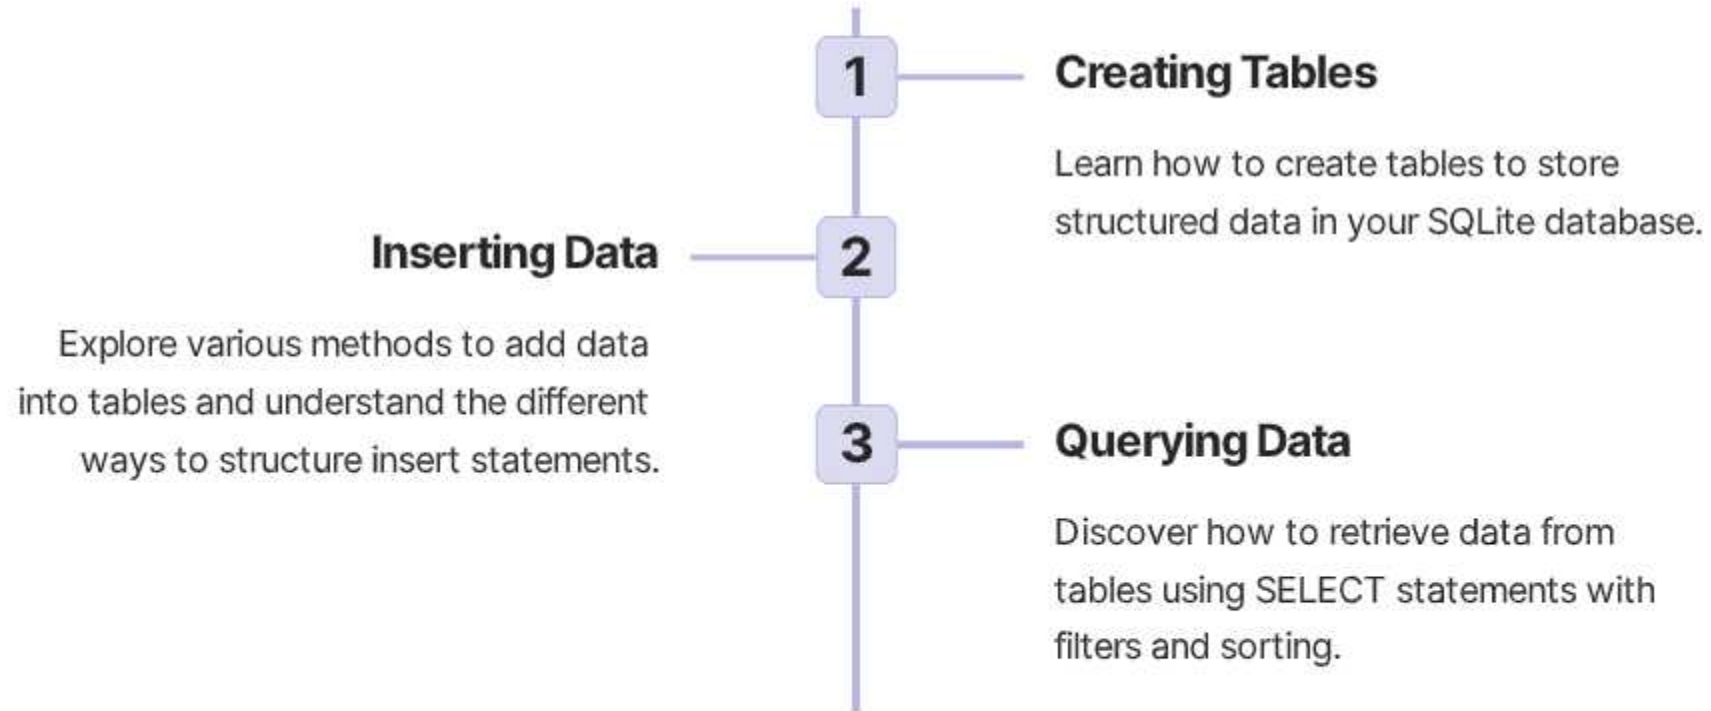 1
Creating Tables
Learn how to create tables to store
structured data in your SQLite database.
2
Inserting Data
Explore various methods to add data
into tables and understand the different
ways to structure insert statements.
3
Querying Data
Discover how to retrieve data from
tables using SELECT statements with
filters and sorting.